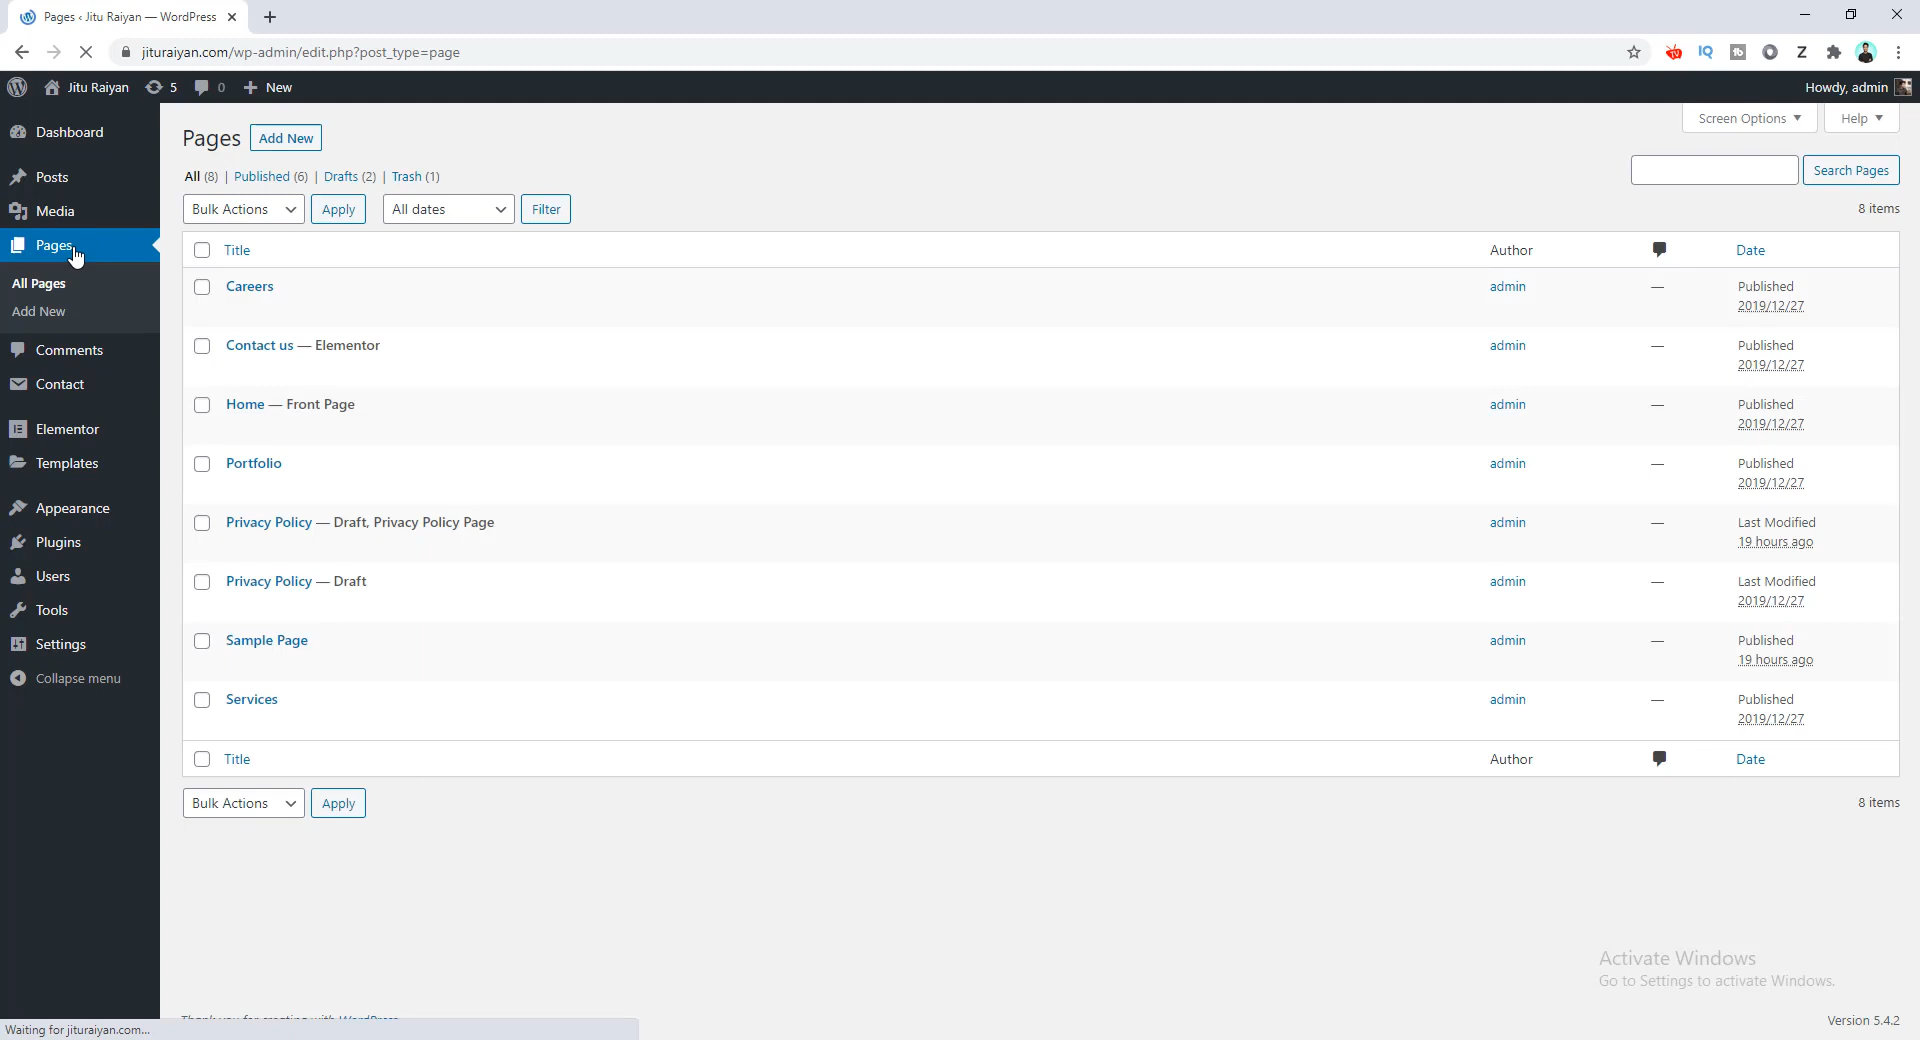 Pages ‹ Jitu Raiyan — WordPress
jituraiyan.com/wp-admin/edit.php?post_type=page
Jitu Raiyan 5 0 New
Howdy, admin
Dashboard
Posts
Media
Pages
All Pages
Add New
Comments
Contact
Elementor
Templates
Appearance
Plugins
Users
Tools
Settings
Collapse menu
Screen Options
Help
Pages Add New
All (8) | Published (6) | Drafts (2) | Trash (1)
Search Pages
Bulk Actions Apply All dates Filter
8 items
Title Author Date
Careers admin — Published
2019/12/27
Contact us — Elementor admin — Published
2019/12/27
Home — Front Page admin — Published
2019/12/27
Portfolio admin — Published
2019/12/27
Privacy Policy — Draft, Privacy Policy Page admin — Last Modified
19 hours ago
Privacy Policy — Draft admin — Last Modified
2019/12/27
Sample Page admin — Published
19 hours ago
Services admin — Published
2019/12/27
Title Author Date
Bulk Actions Apply
8 items
Activate Windows
Go to Settings to activate Windows.
Thank you for creating with WordPress
Version 5.4.2
Waiting for jituraiyan.com...